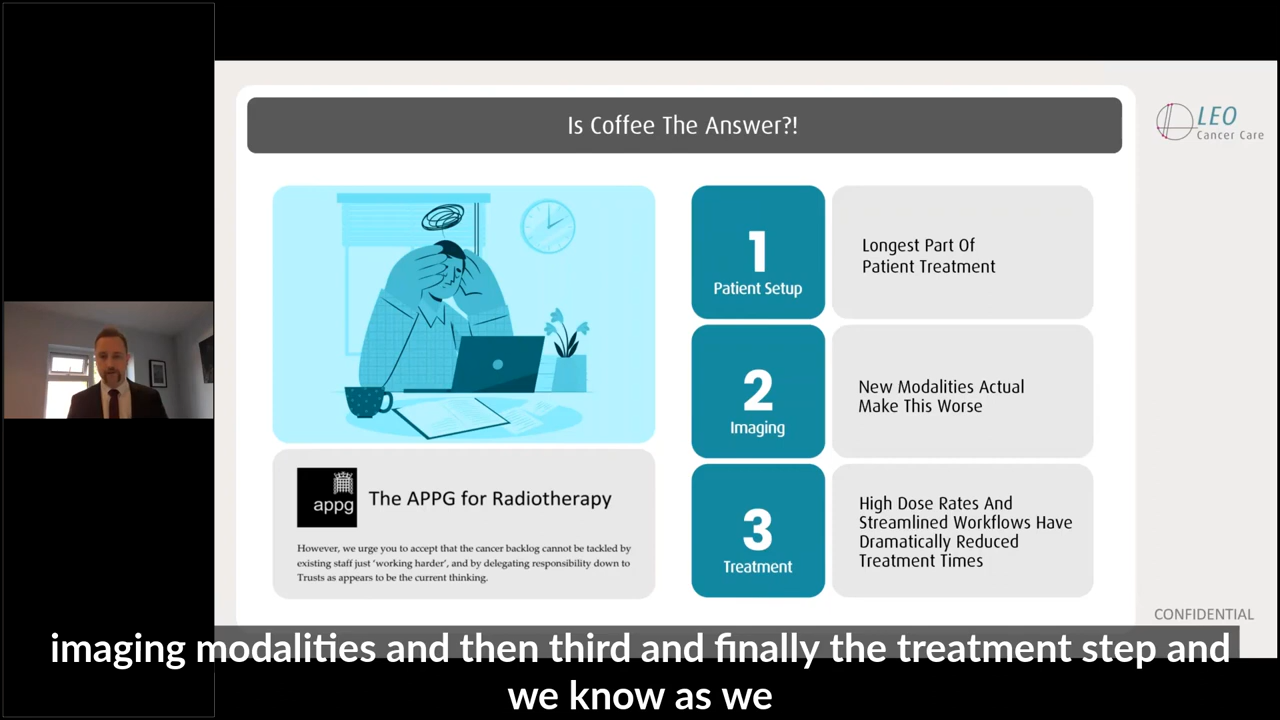 Is Coffee The Answer?!
LEO
Cancer Care
1
Patient Setup
Longest Part Of
Patient Treatment
2
Imaging
New Modalities Actual
Make This Worse
3
Treatment
High Dose Rates And
Streamlined Workflows Have
Dramatically Reduced
Treatment Times
appg
The APPG for Radiotherapy
However, we urge you to accept that the cancer backlog cannot be tackled by
existing staff just ‘working harder’, and by delegating responsibility down to
Trusts as appears to be the current thinking.
CONFIDENTIAL
imaging modalities and then third and finally the treatment step and
we know as we